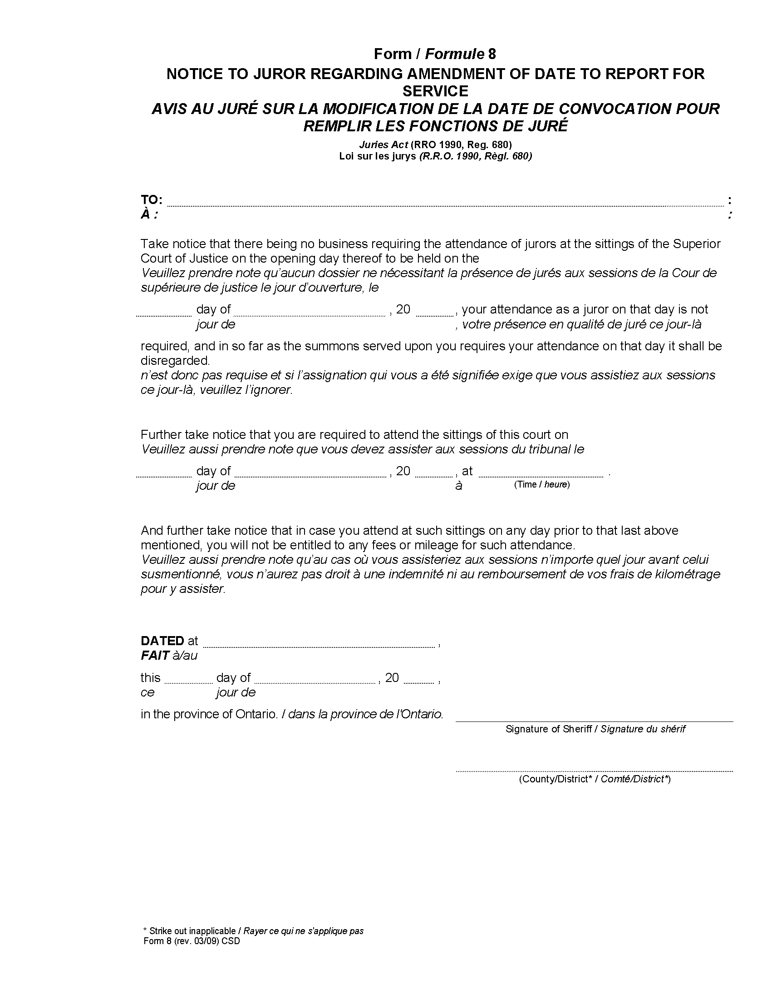 Form / Formule 8
NOTICE TO JUROR REGARDING AMENDMENT OF DATE TO REPORT FOR
SERVICE
AVIS AU JURÉ SUR LA MODIFICATION DE LA DATE DE CONVOCATION POUR
REMPLIR LES FONCTIONS DE JURÉ
Juries Act (RRO 1990, Reg. 680)
Loi sur les jurys (R.R.O. 1990, Règl. 680)
TO: :
À : :
Take notice that there being no business requiring the attendance of jurors at the sittings of the Superior
Court of Justice on the opening day thereof to be held on the
Veuillez prendre note qu’aucun dossier ne nécessitant la présence de jurés aux sessions de la Cour de
supérieure de justice le jour d’ouverture, le
day of , 20 , your attendance as a juror on that day is not
jour de , votre présence en qualité de juré ce jour-là
required, and in so far as the summons served upon you requires your attendance on that day it shall be
disregarded.
n’est donc pas requise et si l’assignation qui vous a été signifiée exige que vous assistiez aux sessions
ce jour-là, veuillez l’ignorer.
Further take notice that you are required to attend the sittings of this court on
Veuillez aussi prendre note que vous devez assister aux sessions du tribunal le
day of , 20 , at .
jour de à (Time / heure)
And further take notice that in case you attend at such sittings on any day prior to that last above
mentioned, you will not be entitled to any fees or mileage for such attendance.
Veuillez aussi prendre note qu’au cas où vous assisteriez aux sessions n’importe quel jour avant celui
susmentionné, vous n’aurez pas droit à une indemnité ni au remboursement de vos frais de kilométrage
pour y assister.
DATED at ,
FAIT à/au
this day of , 20 ,
ce jour de
in the province of Ontario. / dans la province de l'Ontario.
Signature of Sheriff / Signature du shérif
(County/District* / Comté/District*)
* Strike out inapplicable / Rayer ce qui ne s'applique pas
Form 8 (rev. 03/09) CSD